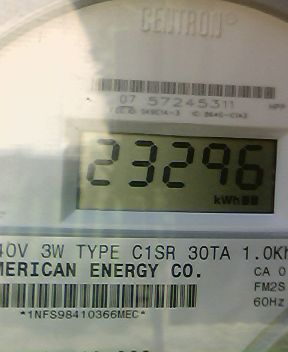 CENTRON®
07 57245311
23296
kWh
40V 3W TYPE C1SR 30TA 1.0Kh
MERICAN ENERGY CO.
CA 0
FM2S
60Hz
*1NFS98410366MEC*